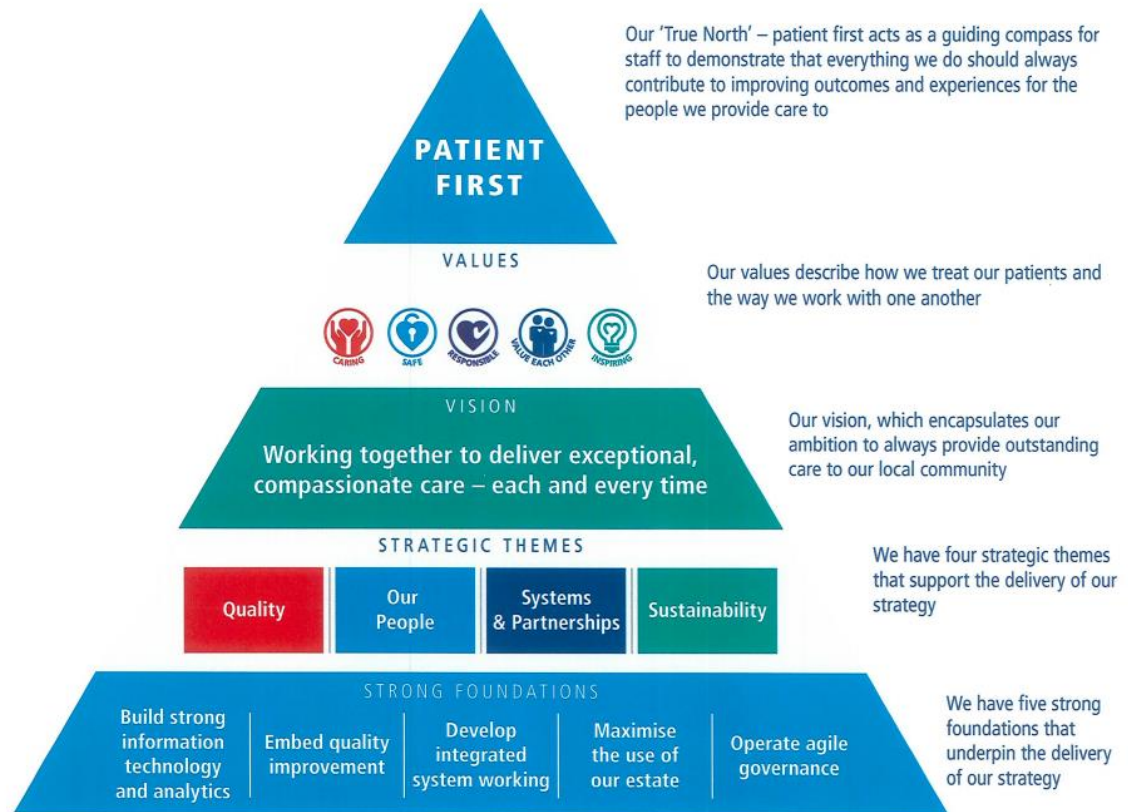 Our 'True North' – patient first acts as a guiding compass for
staff to demonstrate that everything we do should always
contribute to improving outcomes and experiences for the
people we provide care to
PATIENT
FIRST
VALUES
Our values describe how we treat our patients and
the way we work with one another
CARING
SAFE
RESPONSIBLE
VALUE EACH OTHER
INSPIRING
VISION
Working together to deliver exceptional,
compassionate care – each and every time
Our vision, which encapsulates our
ambition to always provide outstanding
care to our local community
STRATEGIC THEMES
Quality
Our
People
Systems
& Partnerships
Sustainability
We have four strategic themes
that support the delivery of our
strategy
STRONG FOUNDATIONS
Build strong
information
technology
and analytics
Embed quality
improvement
Develop
integrated
system working
Maximise
the use of
our estate
Operate agile
governance
We have five strong
foundations that
underpin the delivery
of our strategy